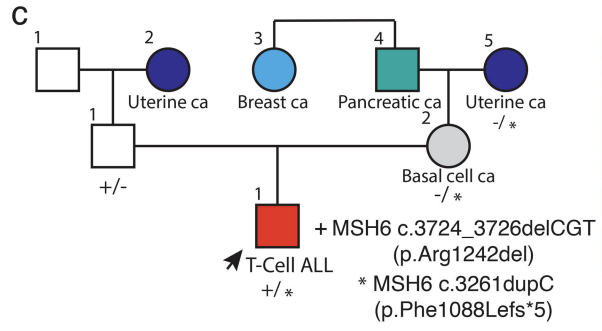 C
1
2
3
4
5
Uterine ca
Breast ca
Pancreatic ca
Uterine ca
-/ *
1
2
+/-
Basal cell ca
-/ *
1
T-Cell ALL
+/ *
+ MSH6 c.3724_3726delCGT
(p.Arg1242del)
* MSH6 c.3261dupC
(p.Phe1088Lefs*5)